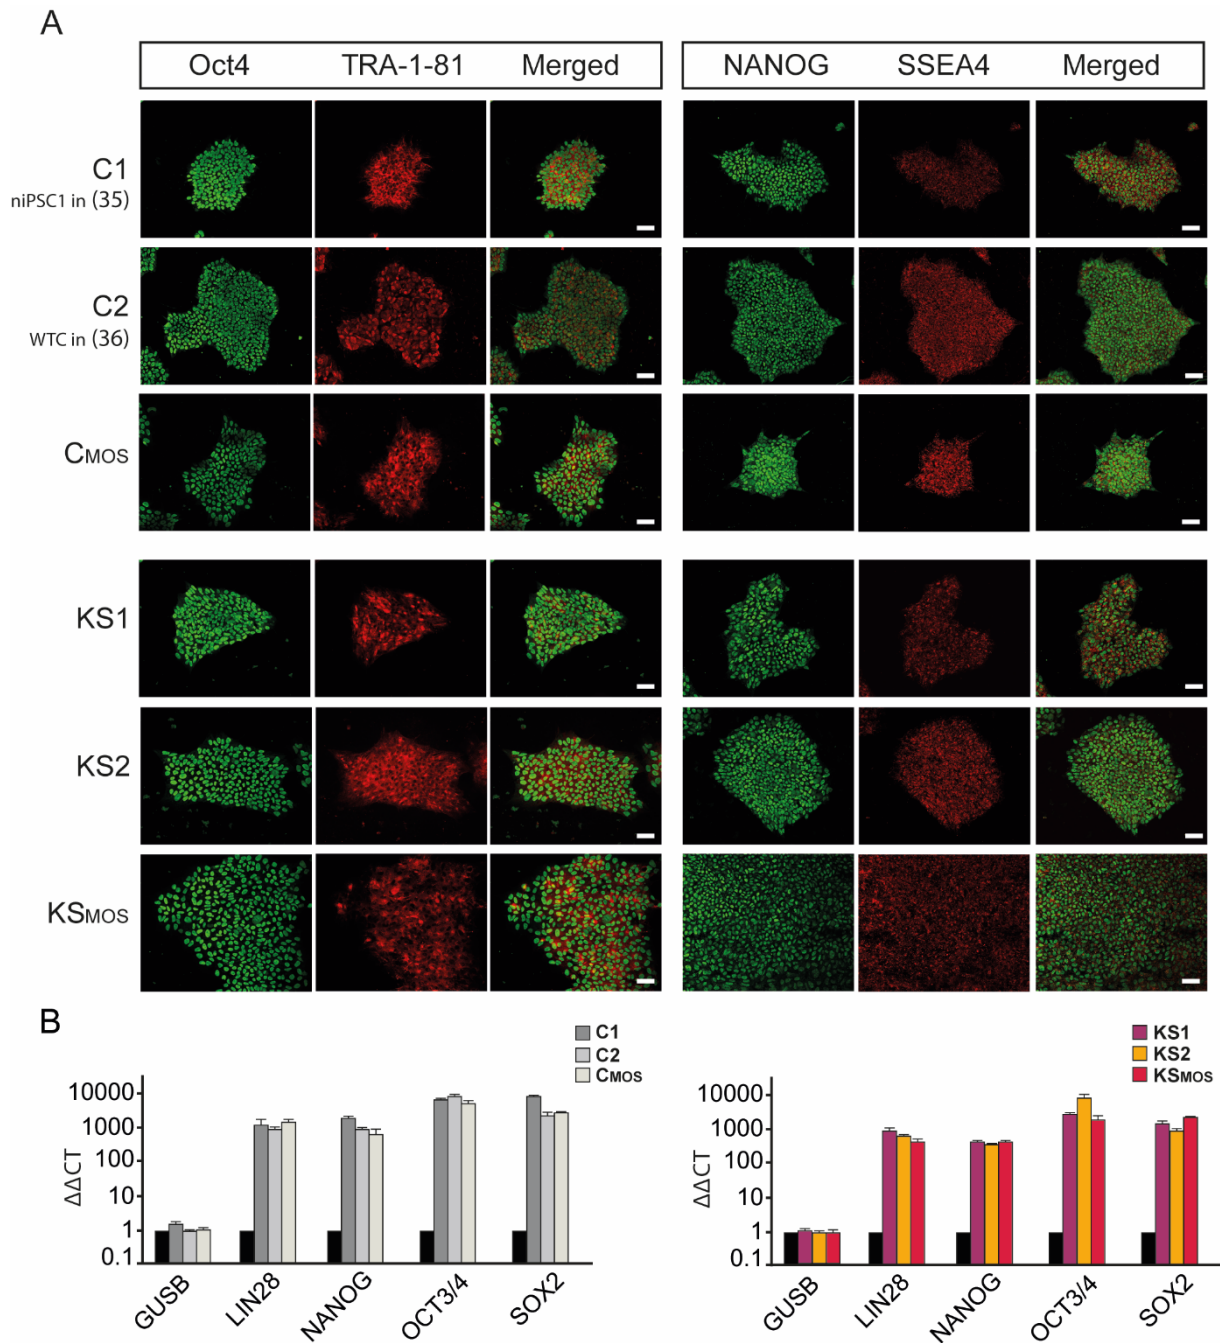 A
Oct4 TRA-1-81 Merged NANOG SSEA4 Merged
C1
niPSC1 in (35)
C2
WTC in (36)
CMOS
KS1
KS2
KSMOS
B
C1
C2
CMOS
ΔΔCT
10000
1000
100
10
1
0.1
GUSB LIN28 NANOG OCT3/4 SOX2
KS1
KS2
KSMOS
ΔΔCT
10000
1000
100
10
1
0.1
GUSB LIN28 NANOG OCT3/4 SOX2